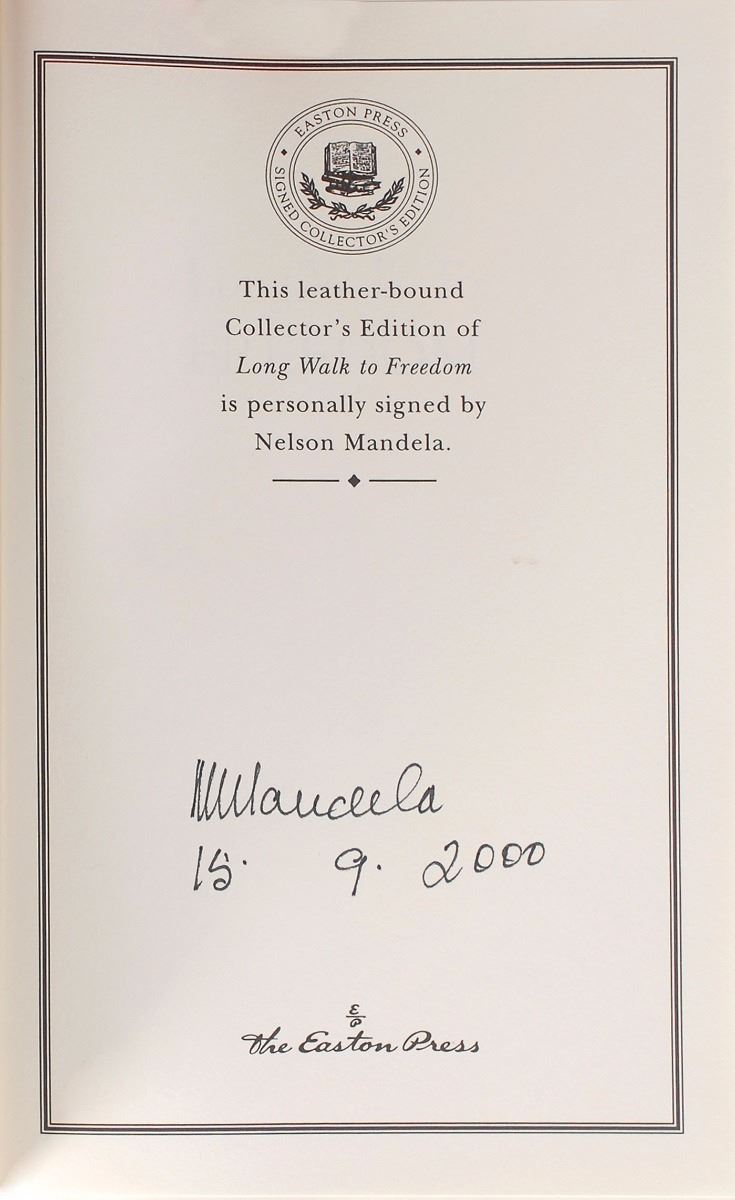 EASTON PRESS
SIGNED COLLECTOR'S EDITION
This leather-bound
Collector's Edition of
Long Walk to Freedom
is personally signed by
Nelson Mandela.
NMandela
15. 9. 2000
E
P
The Easton Press